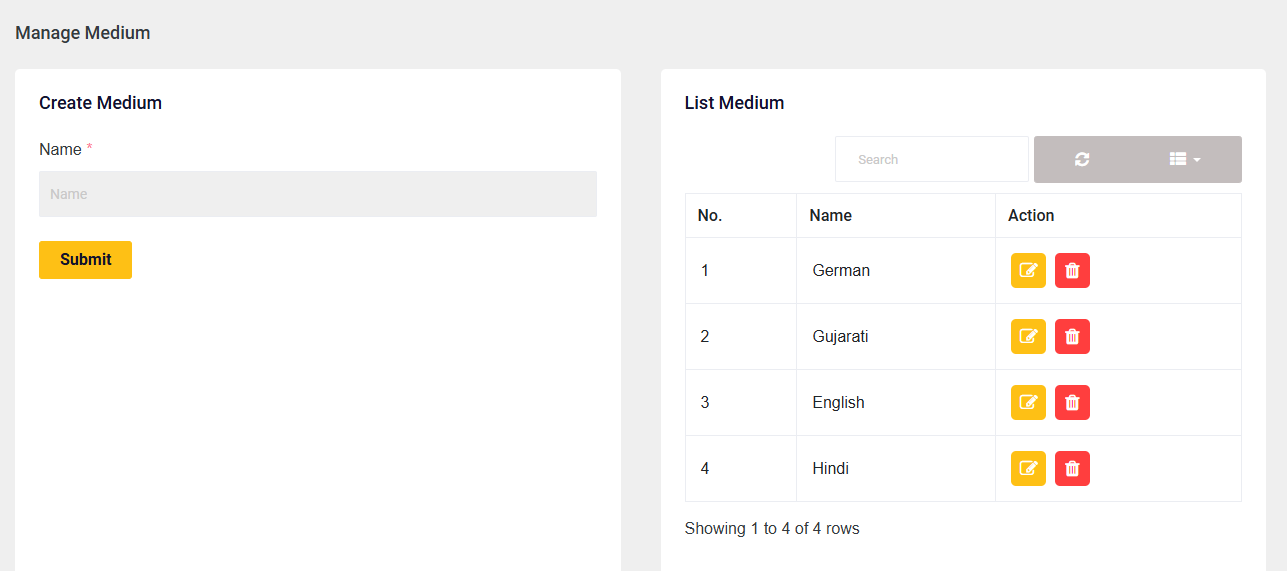 Manage Medium
Create Medium
Name *
Name
Submit
List Medium
Search
No. Name Action
1 German
2 Gujarati
3 English
4 Hindi
Showing 1 to 4 of 4 rows